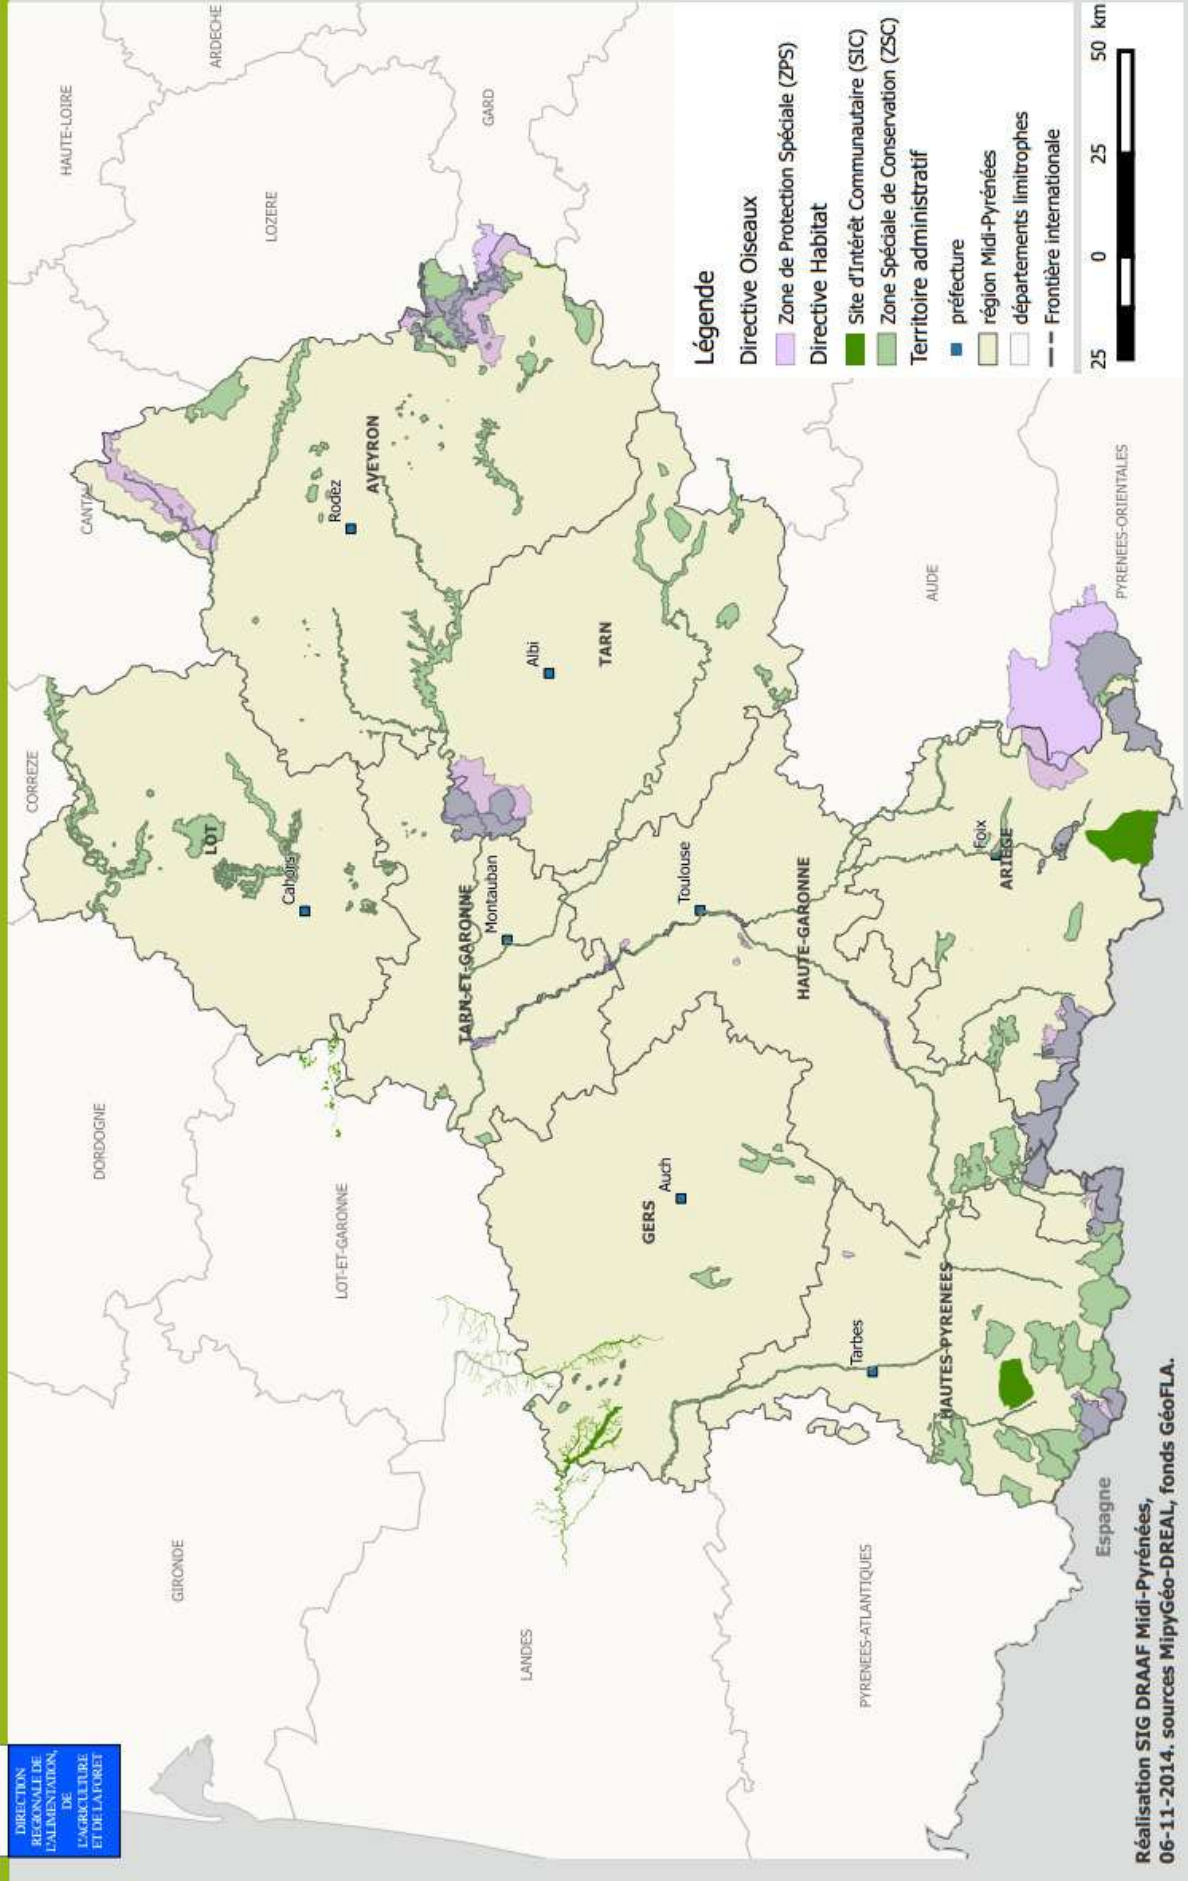 DIRECTION
REGIONALE DE
L'ALIMENTATION,
DE
L'AGRICULTURE
ET DE LA FORET
CORREZE
CANTAL
HAUTE-LOIRE
ARDECHE
DORDOGNE
GIRONDE
LOT
Cahors
LOZERE
Rodez
AVEYRON
LOT-ET-GARONNE
TARN-ET-GARONNE
Montauban
GARD
LANDES
Albi
TARN
GERS
Auch
Toulouse
HAUTE-GARONNE
Tarbes
PYRENEES-ATLANTIQUES
HAUTES-PYRENEES
AUDE
Foix
ARIEGE
PYRENEES-ORIENTALES
Espagne
Légende
Directive Oiseaux
Zone de Protection Spéciale (ZPS)
Directive Habitat
Site d'Intérêt Communautaire (SIC)
Zone Spéciale de Conservation (ZSC)
Territoire administratif
préfecture
région Midi-Pyrénées
départements limitrophes
Frontière internationale
25 0 25 50 km
Réalisation SIG DRAAF Midi-Pyrénées,
06-11-2014. sources MipyGéo-DREAL, fonds GéoFLA.